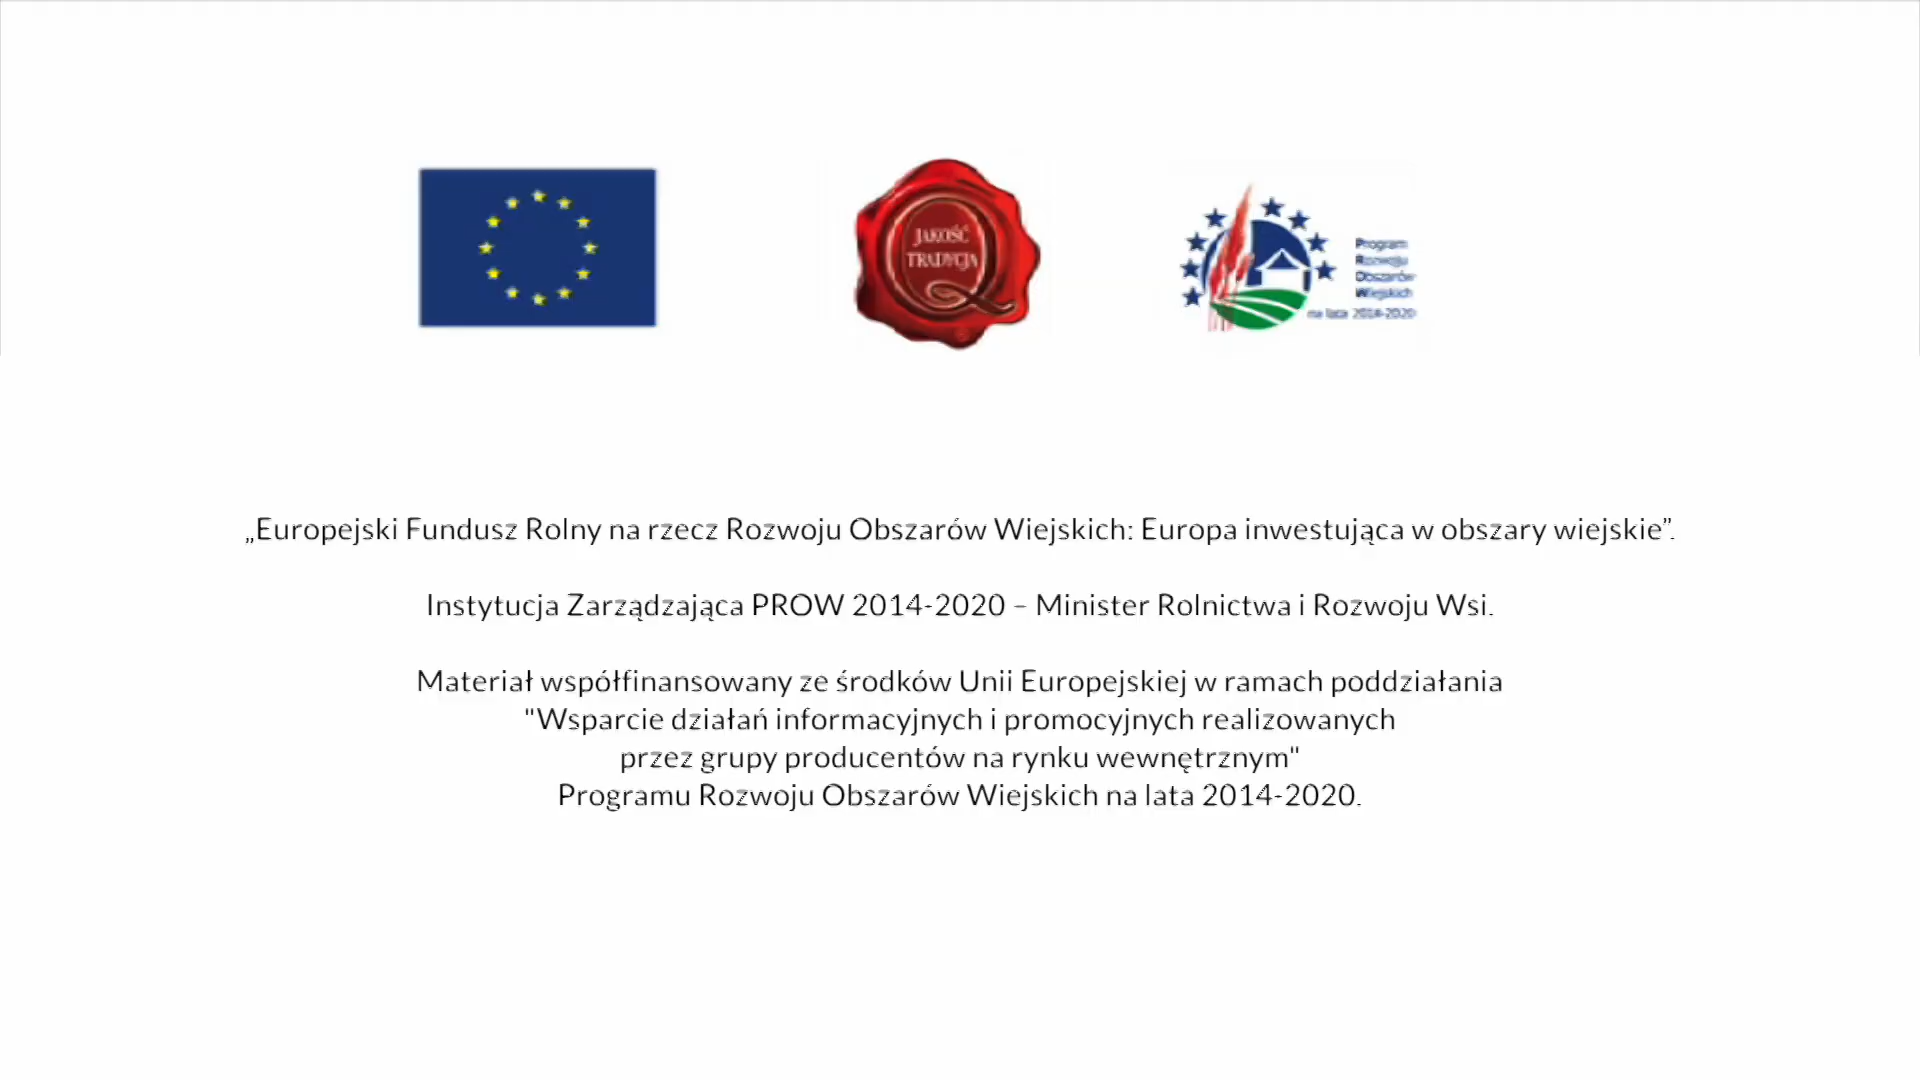 JAKOŚĆ
TRADYCJA
Program
Rozwoju
Obszarów
Wiejskich
na lata 2014-2020
„Europejski Fundusz Rolny na rzecz Rozwoju Obszarów Wiejskich: Europa inwestująca w obszary wiejskie”.
Instytucja Zarządzająca PROW 2014-2020 – Minister Rolnictwa i Rozwoju Wsi.
Materiał współfinansowany ze środków Unii Europejskiej w ramach poddziałania
"Wsparcie działań informacyjnych i promocyjnych realizowanych
przez grupy producentów na rynku wewnętrznym"
Programu Rozwoju Obszarów Wiejskich na lata 2014-2020.